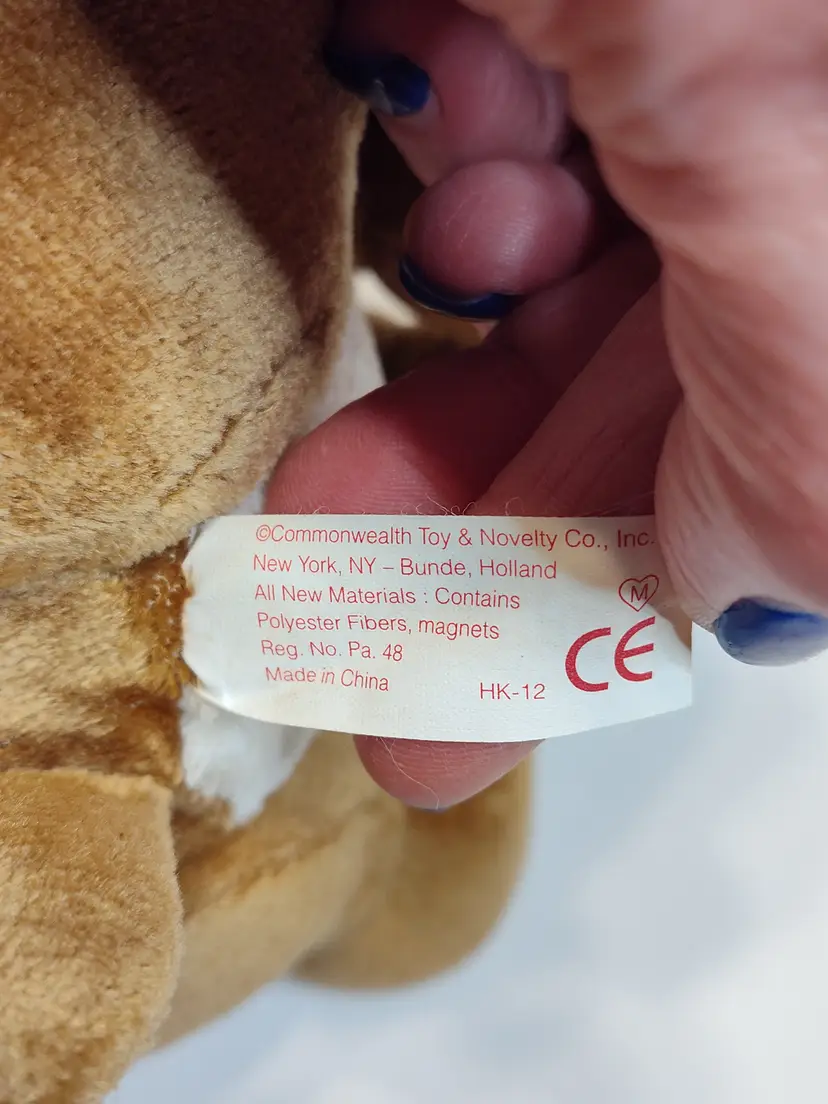 ©Commonwealth Toy & Novelty Co., Inc.
New York, NY – Bunde, Holland
All New Materials : Contains
Polyester Fibers, magnets
Reg. No. Pa. 48
Made in China
HK-12
M
CE